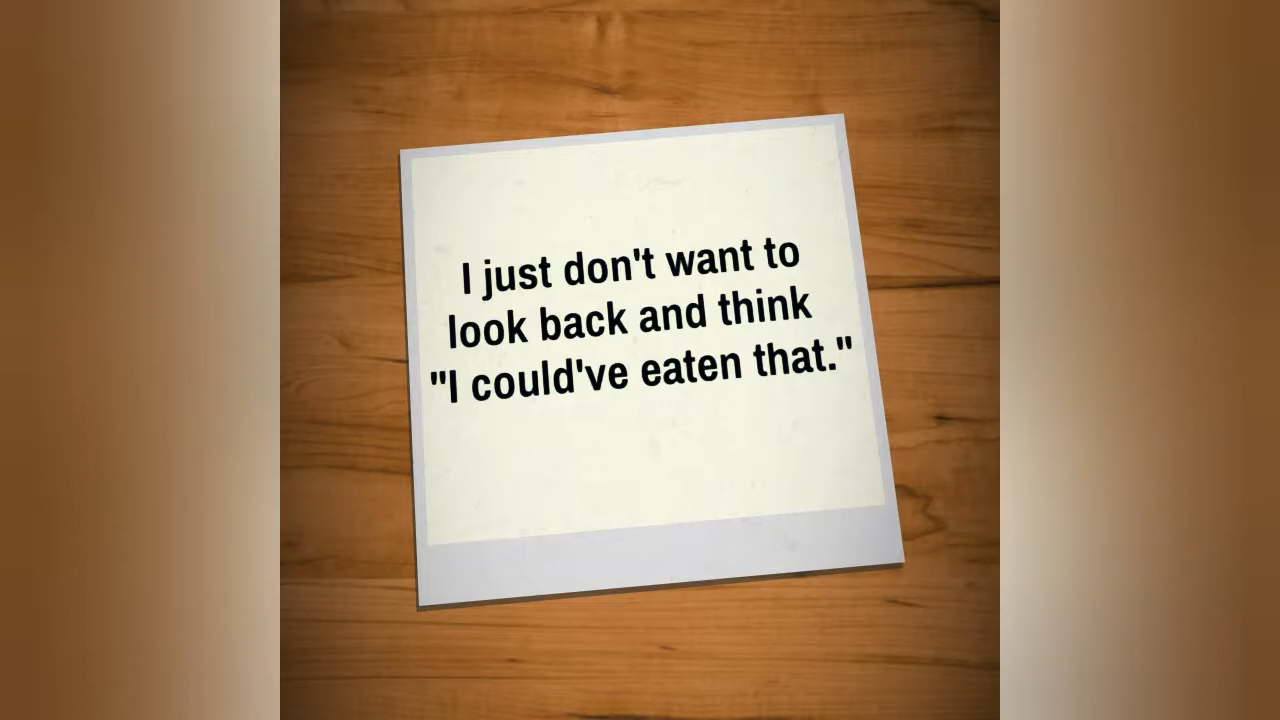 I just don't want to
look back and think
"I could've eaten that."